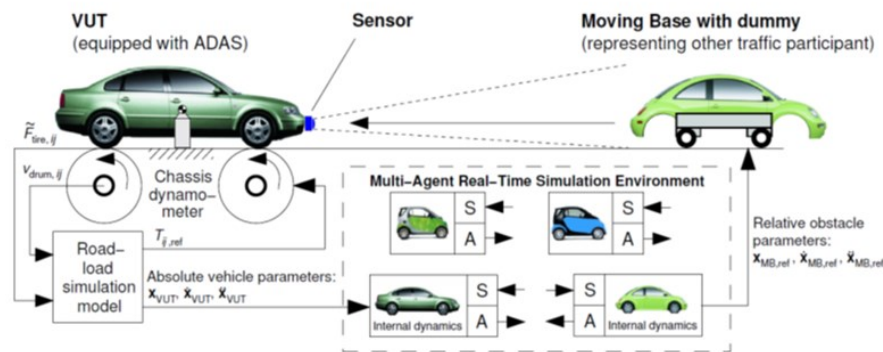 VUT
(equipped with ADAS)
Sensor
Moving Base with dummy
(representing other traffic participant)
F̃tire, ij
vdrum, ij
Chassis
dynamo-
meter
Tij,ref
Road-
load
simulation
model
Absolute vehicle parameters:
xVUT, ẋVUT, ẍVUT
Multi-Agent Real-Time Simulation Environment
S
A
S
A
S
A
Internal dynamics
S
A
Internal dynamics
Relative obstacle
parameters:
xMB,ref , ẋMB,ref , ẍMB,ref